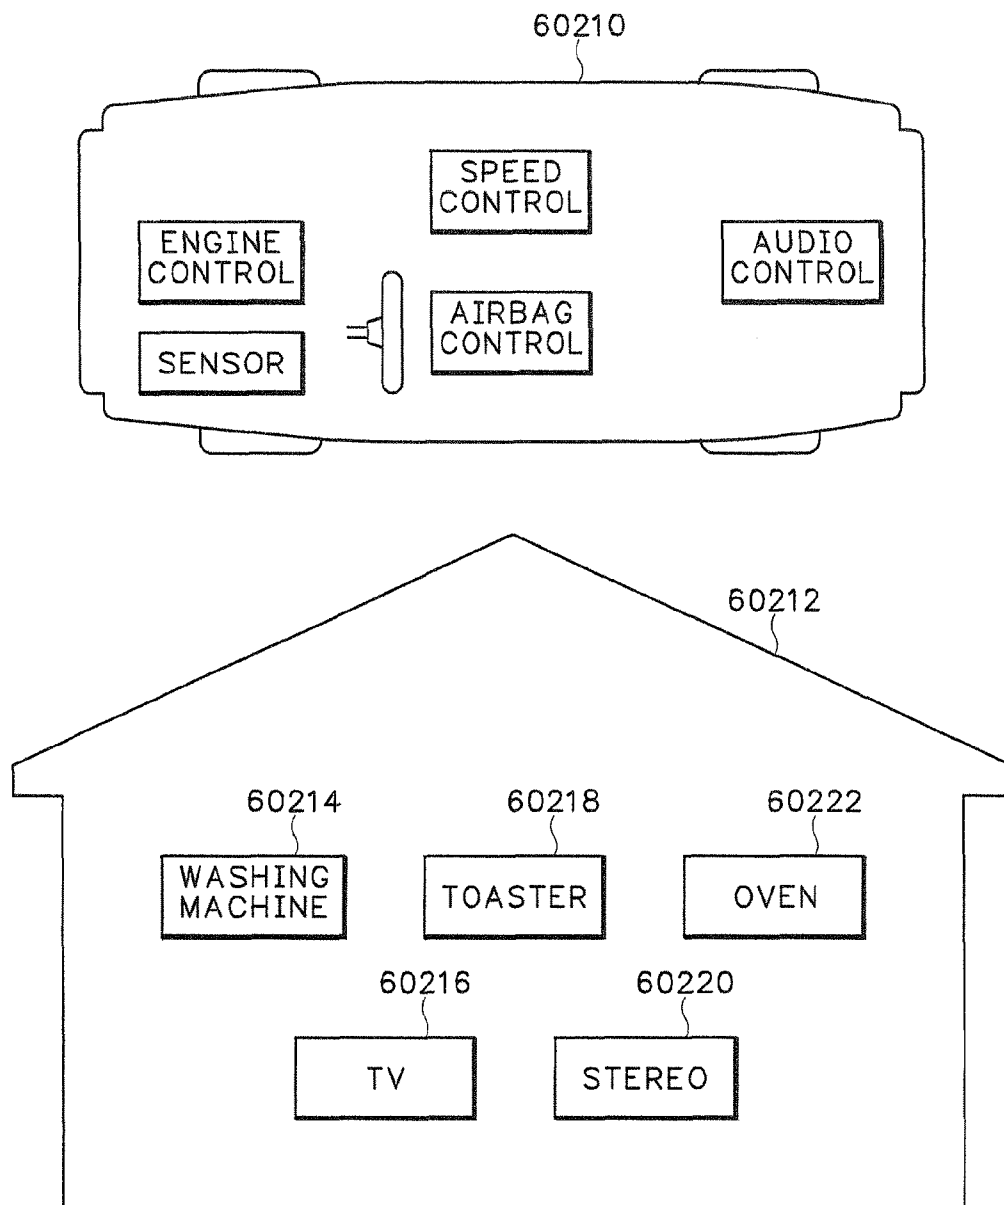 60210
SPEED
CONTROL
ENGINE
CONTROL
AUDIO
CONTROL
AIRBAG
CONTROL
SENSOR
60212
60214
60218
60222
WASHING
MACHINE
TOASTER
OVEN
60216
60220
TV
STEREO